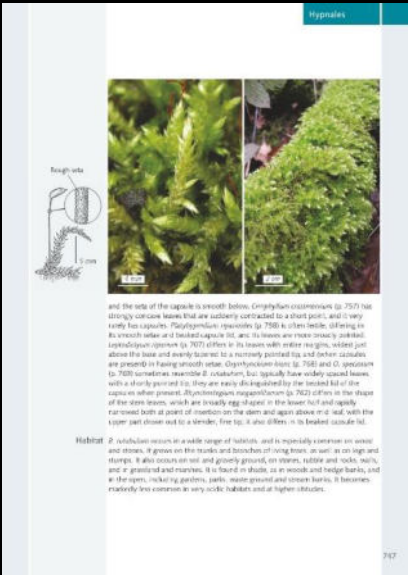 Hypnales
Rough seta
5 mm
2 mm
2 cm
and the seta of the capsule is smooth below. Cirriphyllum crassinervium (p. 757) has
strongly concave leaves that are suddenly contracted to a short point, and it very
rarely has capsules. Platyhypnidium riparioides (p. 758) is often fertile, differing in
its smooth setae and beaked capsule lid, and its leaves are more broadly pointed.
Leptodictyum riparium (p. 707) differs in its leaves with entire margins, widest just
above the base and evenly tapered to a narrowly pointed tip, and (when capsules
are present) in having smooth setae. Oxyrrhynchium hians (p. 768) and O. speciosum
(p. 769) sometimes resemble B. rutabulum, but typically have widely spaced leaves
with a shortly pointed tip; they are easily distinguished by the beaked lid of the
capsules when present. Rhynchostegium megapolitanum (p. 762) differs in the shape
of the stem leaves, which are broadly egg-shaped in the lower half and rapidly
narrowed both at point of insertion on the stem and again above mid-leaf, with the
upper part drawn out to a slender, fine tip; it also differs in its beaked capsule lid.
Habitat B. rutabulum occurs in a wide range of habitats, and is especially common on wood
and stones. It grows on the trunks and branches of living trees, as well as on logs and
stumps. It also occurs on soil and gravelly ground, on stones, rubble and rocks, walls,
and in grassland and marshes. It is found in shade, as in woods and hedge banks, and
in the open, including gardens, parks, waste ground and stream banks. It becomes
markedly less common in very acidic habitats and at higher altitudes.
747